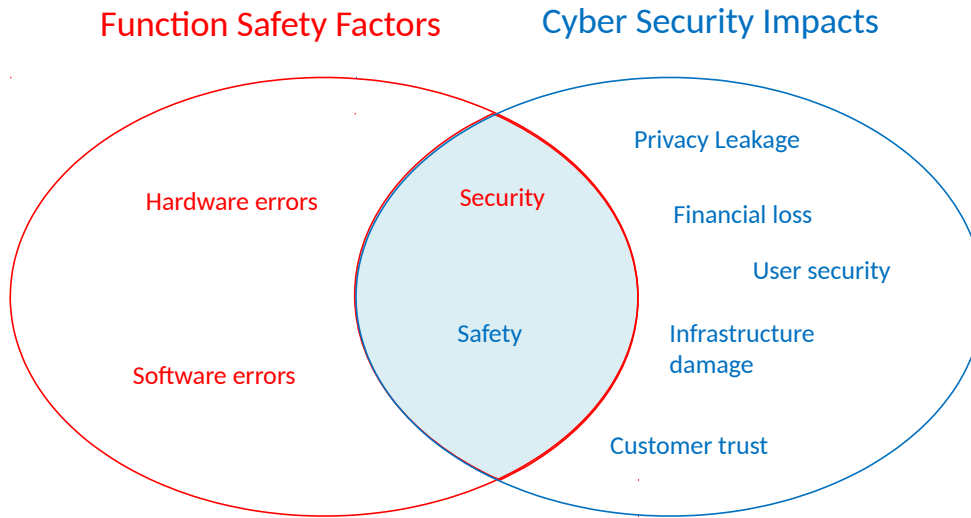 Function Safety Factors
Cyber Security Impacts
Privacy Leakage
Hardware errors
Security
Financial loss
User security
Safety
Infrastructure
damage
Software errors
Customer trust